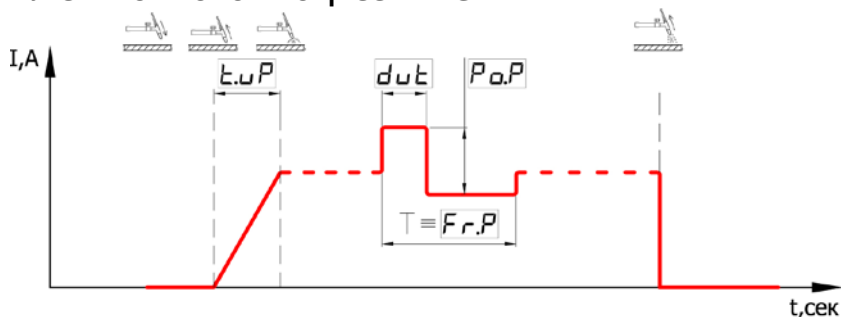 I,A
t.uP
dut
Po.P
T ≡ Fr.P
t,сек